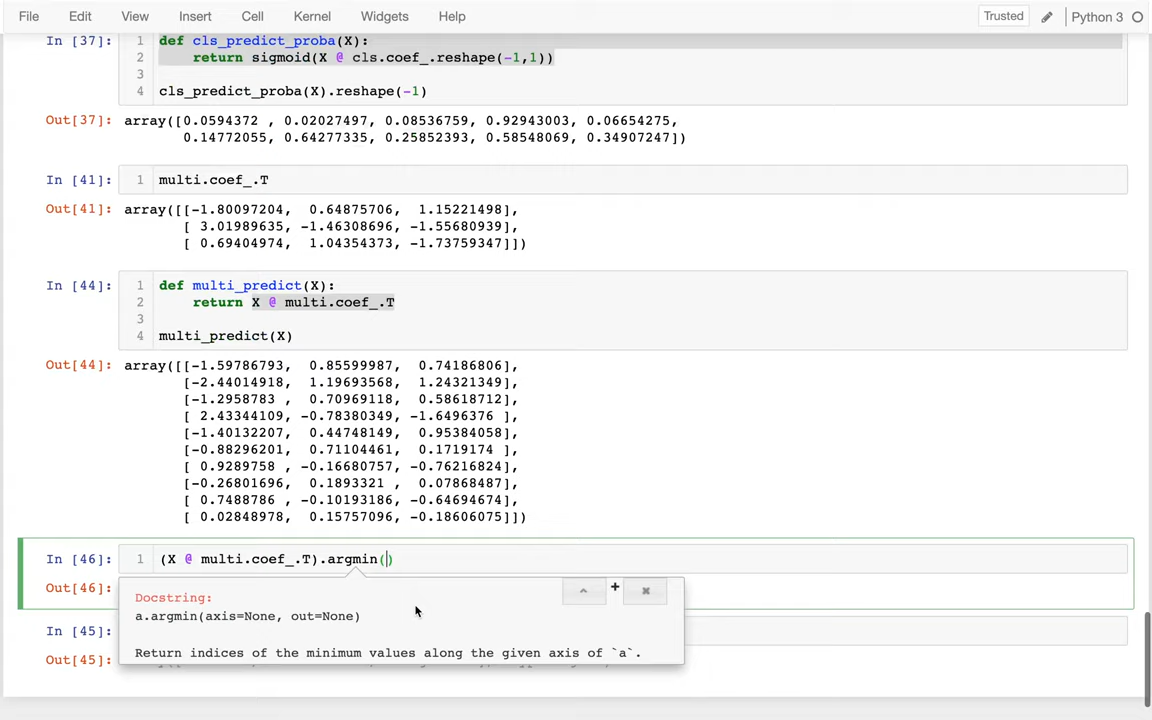 File Edit View Insert Cell Kernel Widgets Help Trusted Python 3
In [37]: 1 def cls_predict_proba(X):
2 return sigmoid(X @ cls.coef_.reshape(-1,1))
3
4 cls_predict_proba(X).reshape(-1)
Out[37]: array([0.0594372 , 0.02027497, 0.08536759, 0.92943003, 0.06654275,
0.14772055, 0.64277335, 0.25852393, 0.58548069, 0.34907247])
In [41]: 1 multi.coef_.T
Out[41]: array([[-1.80097204, 0.64875706, 1.15221498],
[ 3.01989635, -1.46308696, -1.55680939],
[ 0.69404974, 1.04354373, -1.73759347]])
In [44]: 1 def multi_predict(X):
2 return X @ multi.coef_.T
3
4 multi_predict(X)
Out[44]: array([[-1.59786793, 0.85599987, 0.74186806],
[-2.44014918, 1.19693568, 1.24321349],
[-1.2958783 , 0.70969118, 0.58618712],
[ 2.43344109, -0.78380349, -1.6496376 ],
[-1.40132207, 0.44748149, 0.95384058],
[-0.88296201, 0.71104461, 0.1719174 ],
[ 0.9289758 , -0.16680757, -0.76216824],
[-0.26801696, 0.1893321 , 0.07868487],
[ 0.7488786 , -0.10193186, -0.64694674],
[ 0.02848978, 0.15757096, -0.18606075]])
In [46]: 1 (X @ multi.coef_.T).argmin()
Out[46]:
Docstring:
a.argmin(axis=None, out=None)
Return indices of the minimum values along the given axis of `a`.
In [45]:
Out[45]: